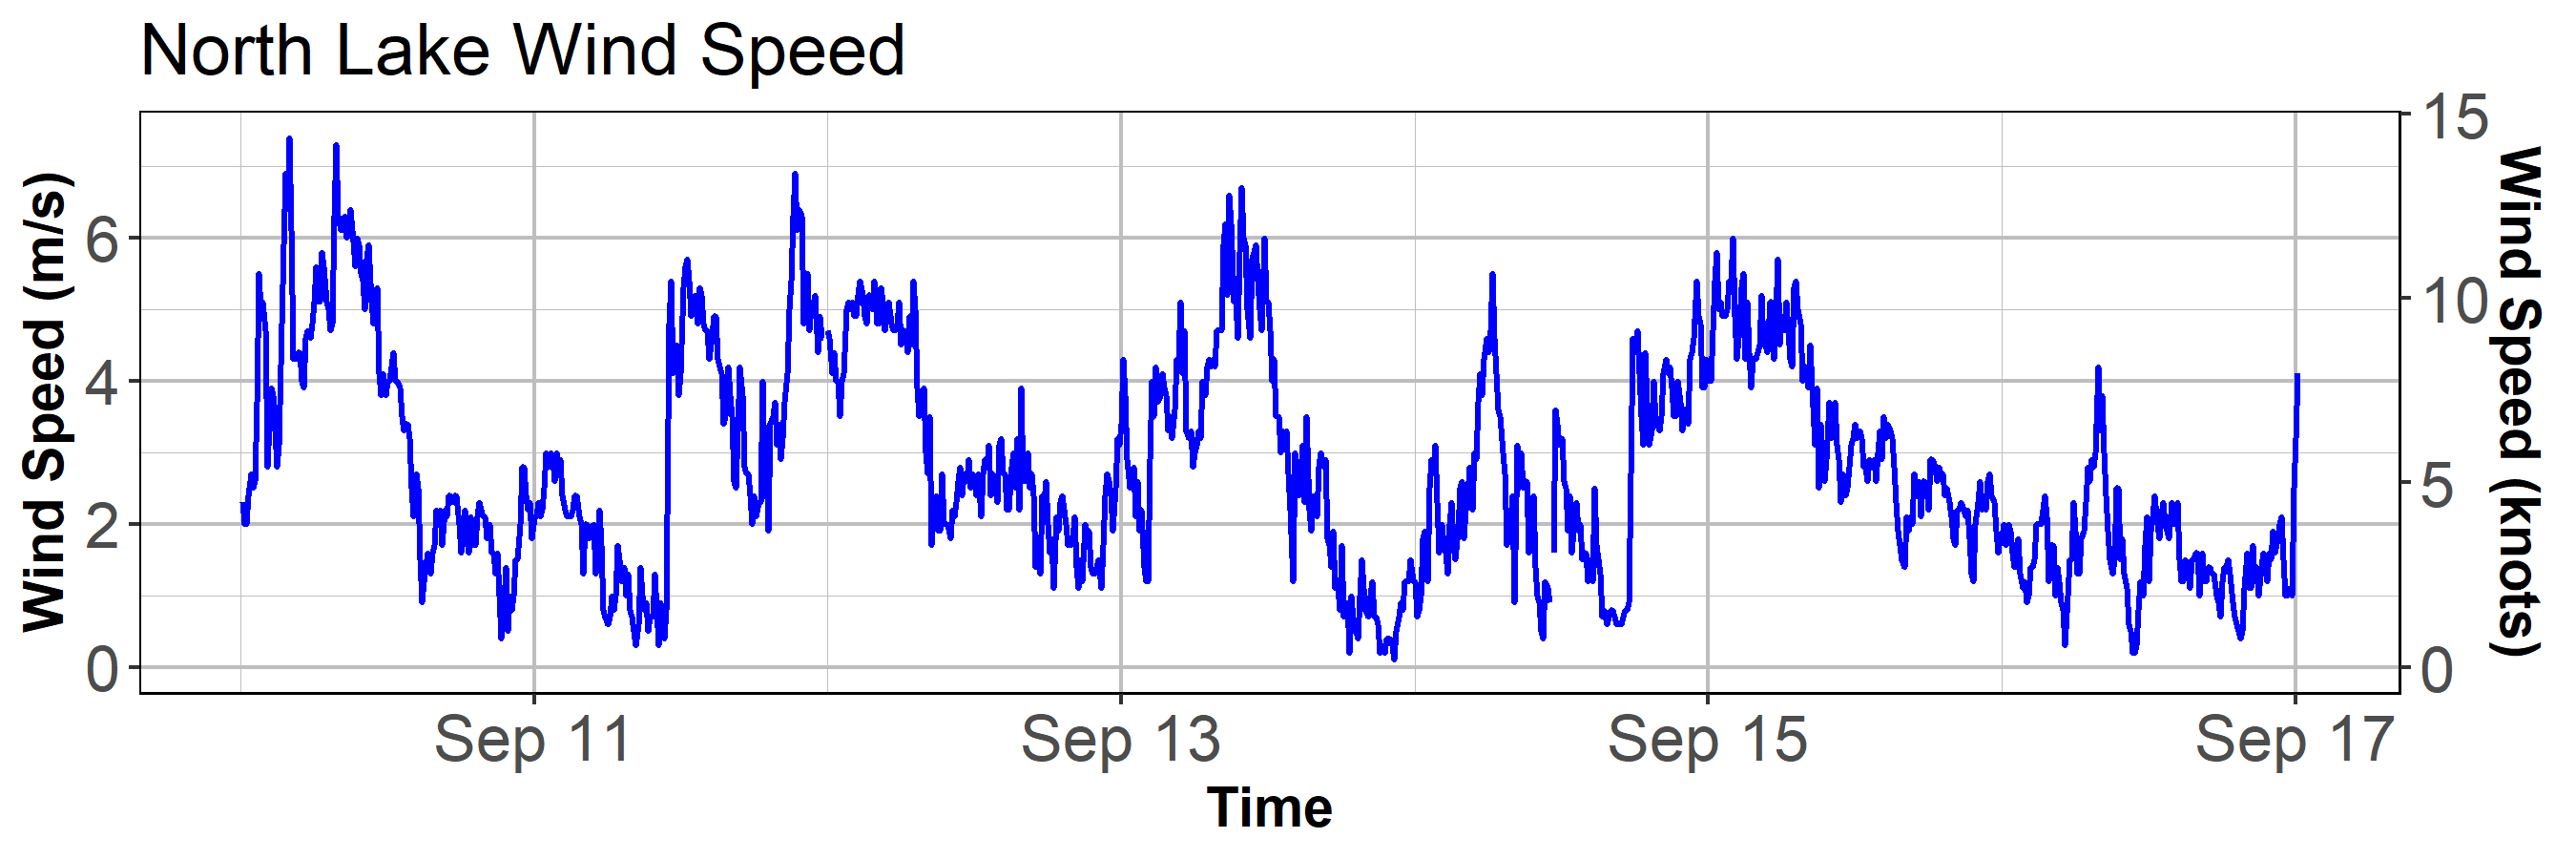 North Lake Wind Speed
15
6
10
4
5
2
0
0
Wind Speed (m/s)
Wind Speed (knots)
Sep 11
Sep 13
Sep 15
Sep 17
Time